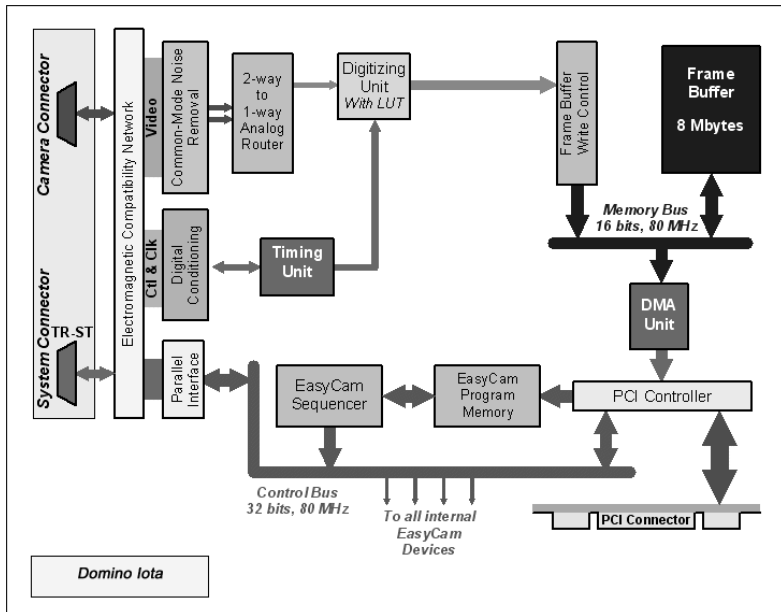 Camera Connector
System Connector
TR-ST
Electromagnetic Compatibility Network
Video
Common-Mode Noise
Removal
2-way
to
1-way
Analog
Router
Digitizing
Unit
With LUT
Frame Buffer
Write Control
Frame
Buffer
8 Mbytes
Memory Bus
16 bits, 80 MHz
Ctl & Clk
Digital
Conditioning
Timing
Unit
DMA
Unit
Parallel
Interface
EasyCam
Sequencer
EasyCam
Program
Memory
PCI Controller
Control Bus
32 bits, 80 MHz
To all internal
EasyCam
Devices
PCI Connector
Domino Iota